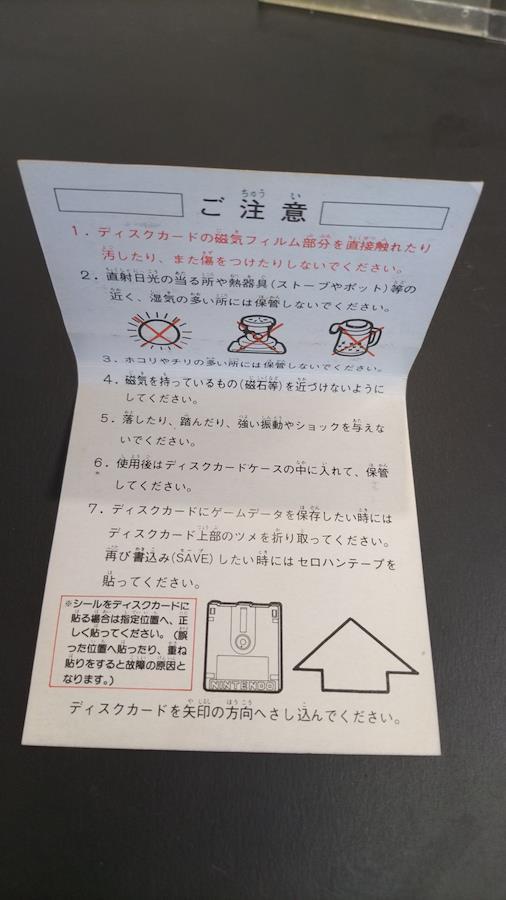 ご注意
1. ディスクカードの磁気フィルム部分を直接触れたり
汚したり、また傷をつけたりしないでください。
2. 直射日光の当る所や熱器具(ストーブやポット)等の
近く、湿気の多い所には保管しないでください。
3. ホコリやチリの多い所には保管しないでください。
4. 磁気を持っているもの(磁石等)を近づけないように
してください。
5. 落したり、踏んだり、強い振動やショックを与えな
いでください。
6. 使用後はディスクカードケースの中に入れて、保管
してください。
7. ディスクカードにゲームデータを保存したい時には
ディスクカード上部のツメを折り取ってください。
再び書込み(SAVE)したい時にはセロハンテープを
貼ってください。
※シールをディスクカードに
貼る場合は指定位置へ、正
しく貼ってください。(誤
った位置へ貼ったり、重ね
貼りをすると故障の原因と
なります。)
NINTENDO
ディスクカードを矢印の方向へさし込んでください。